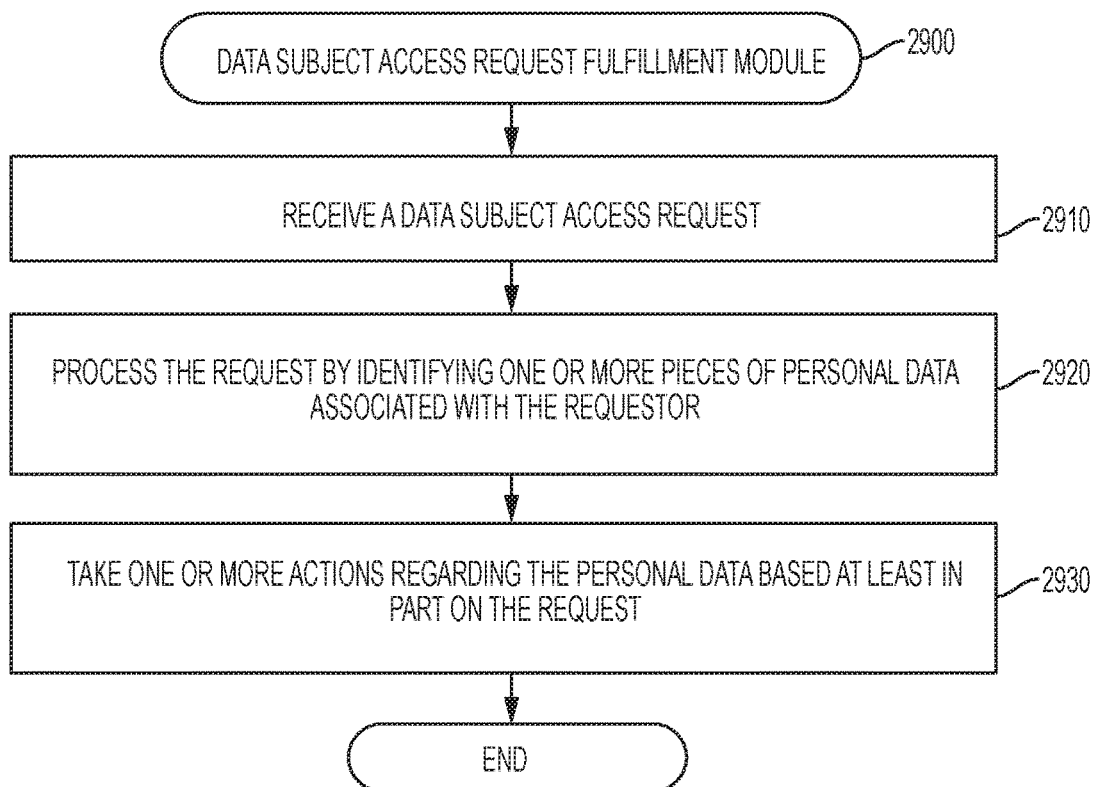 DATA SUBJECT ACCESS REQUEST FULFILLMENT MODULE
2900
RECEIVE A DATA SUBJECT ACCESS REQUEST
2910
PROCESS THE REQUEST BY IDENTIFYING ONE OR MORE PIECES OF PERSONAL DATA
ASSOCIATED WITH THE REQUESTOR
2920
TAKE ONE OR MORE ACTIONS REGARDING THE PERSONAL DATA BASED AT LEAST IN
PART ON THE REQUEST
2930
END